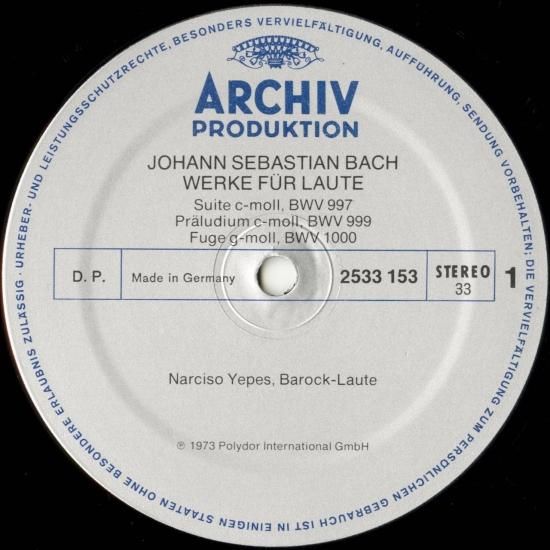 ARCHIV
PRODUKTION
JOHANN SEBASTIAN BACH
WERKE FÜR LAUTE
Suite c-moll, BWV 997
Präludium c-moll, BWV 999
Fuge g-moll, BWV 1000
D. P. Made in Germany 2533 153 STEREO 33 1
Narciso Yepes, Barock-Laute
℗ 1973 Polydor International GmbH
URHEBER- UND LEISTUNGSSCHUTZRECHTE, BESONDERS VERVIELFÄLTIGUNG, AUFFÜHRUNG, SENDUNG VORBEHALTEN; DIE VERVIELFÄLTIGUNG ZUM PERSÖNLICHEN GEBRAUCH IST IN EINIGEN STAATEN OHNE BESONDERE ERLAUBNIS ZULÄSSIG ·